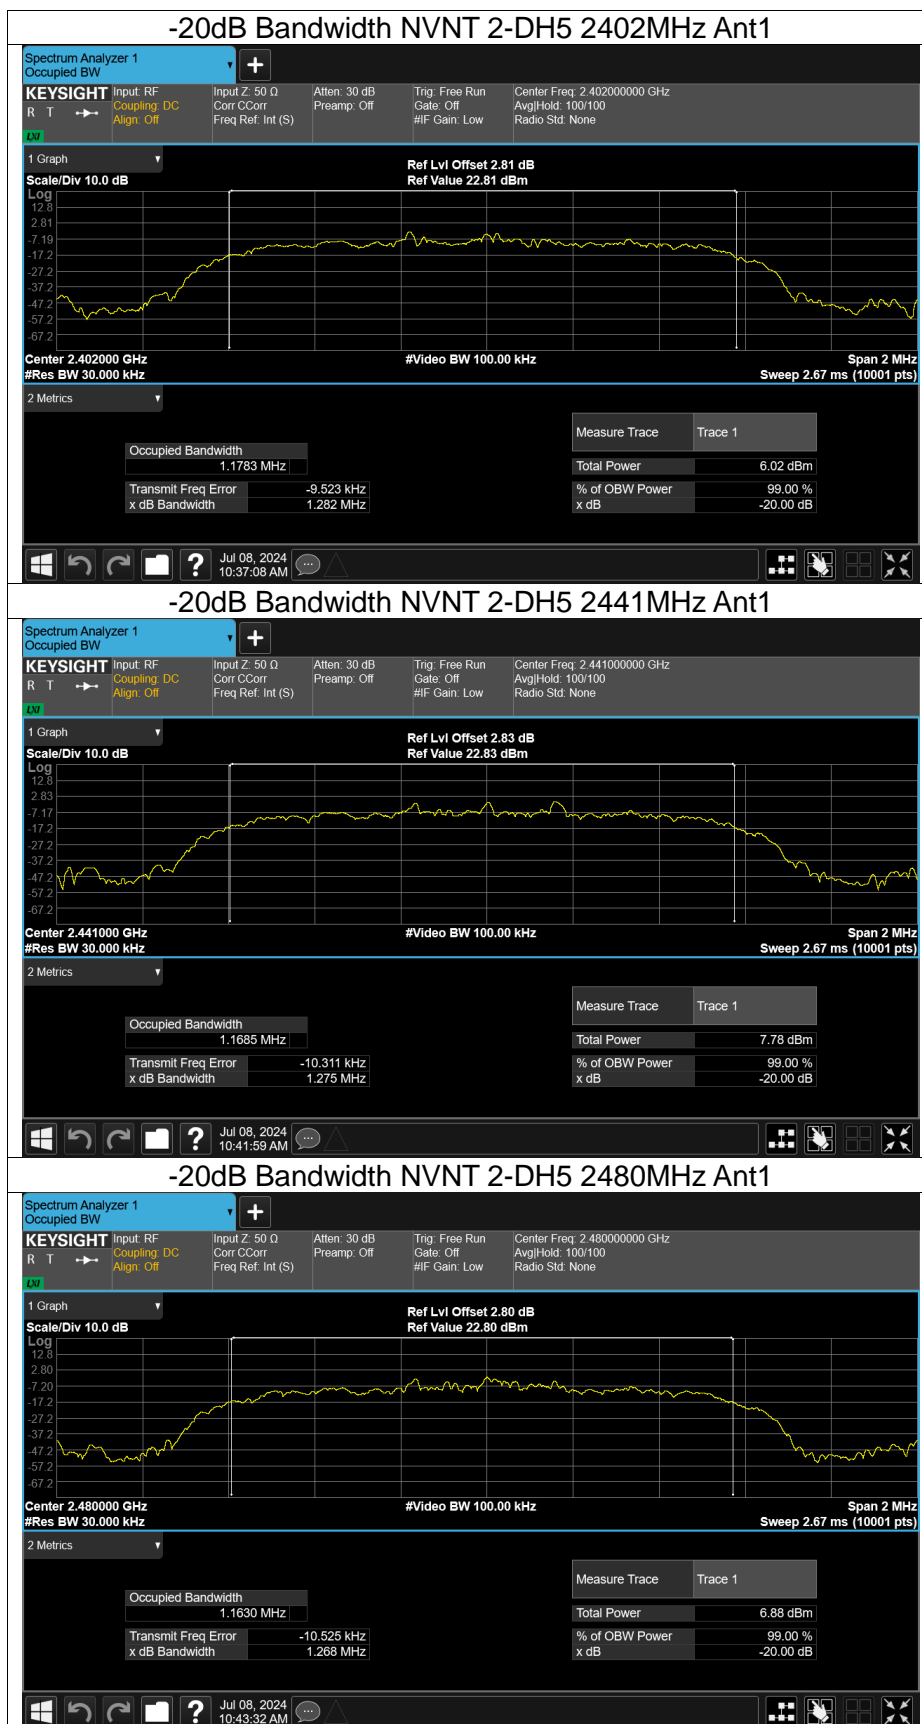 -20dB Bandwidth NVNT 2-DH5 2402MHz Ant1
Spectrum Analyzer 1
Occupied BW
+
KEYSIGHT Input: RF Input Z: 50 Ω Atten: 30 dB Trig: Free Run Center Freq: 2.402000000 GHz
R T Coupling: DC Corr CCorr Preamp: Off Gate: Off Avg|Hold: 100/100
Align: Off Freq Ref: Int (S) #IF Gain: Low Radio Std: None
LXI
1 Graph
Ref Lvl Offset 2.81 dB
Scale/Div 10.0 dB Ref Value 22.81 dBm
Log
12.8
2.81
-7.19
-17.2
-27.2
-37.2
-47.2
-57.2
-67.2
Center 2.402000 GHz #Video BW 100.00 kHz Span 2 MHz
#Res BW 30.000 kHz Sweep 2.67 ms (10001 pts)
2 Metrics
Measure Trace Trace 1
Occupied Bandwidth
1.1783 MHz Total Power 6.02 dBm
Transmit Freq Error -9.523 kHz % of OBW Power 99.00 %
x dB Bandwidth 1.282 MHz x dB -20.00 dB
? Jul 08, 2024
10:37:08 AM
-20dB Bandwidth NVNT 2-DH5 2441MHz Ant1
Spectrum Analyzer 1
Occupied BW
+
KEYSIGHT Input: RF Input Z: 50 Ω Atten: 30 dB Trig: Free Run Center Freq: 2.441000000 GHz
R T Coupling: DC Corr CCorr Preamp: Off Gate: Off Avg|Hold: 100/100
Align: Off Freq Ref: Int (S) #IF Gain: Low Radio Std: None
LXI
1 Graph
Ref Lvl Offset 2.83 dB
Scale/Div 10.0 dB Ref Value 22.83 dBm
Log
12.8
2.83
-7.17
-17.2
-27.2
-37.2
-47.2
-57.2
-67.2
Center 2.441000 GHz #Video BW 100.00 kHz Span 2 MHz
#Res BW 30.000 kHz Sweep 2.67 ms (10001 pts)
2 Metrics
Measure Trace Trace 1
Occupied Bandwidth
1.1685 MHz Total Power 7.78 dBm
Transmit Freq Error -10.311 kHz % of OBW Power 99.00 %
x dB Bandwidth 1.275 MHz x dB -20.00 dB
? Jul 08, 2024
10:41:59 AM
-20dB Bandwidth NVNT 2-DH5 2480MHz Ant1
Spectrum Analyzer 1
Occupied BW
+
KEYSIGHT Input: RF Input Z: 50 Ω Atten: 30 dB Trig: Free Run Center Freq: 2.480000000 GHz
R T Coupling: DC Corr CCorr Preamp: Off Gate: Off Avg|Hold: 100/100
Align: Off Freq Ref: Int (S) #IF Gain: Low Radio Std: None
LXI
1 Graph
Ref Lvl Offset 2.80 dB
Scale/Div 10.0 dB Ref Value 22.80 dBm
Log
12.8
2.80
-7.20
-17.2
-27.2
-37.2
-47.2
-57.2
-67.2
Center 2.480000 GHz #Video BW 100.00 kHz Span 2 MHz
#Res BW 30.000 kHz Sweep 2.67 ms (10001 pts)
2 Metrics
Measure Trace Trace 1
Occupied Bandwidth
1.1630 MHz Total Power 6.88 dBm
Transmit Freq Error -10.525 kHz % of OBW Power 99.00 %
x dB Bandwidth 1.268 MHz x dB -20.00 dB
? Jul 08, 2024
10:43:32 AM